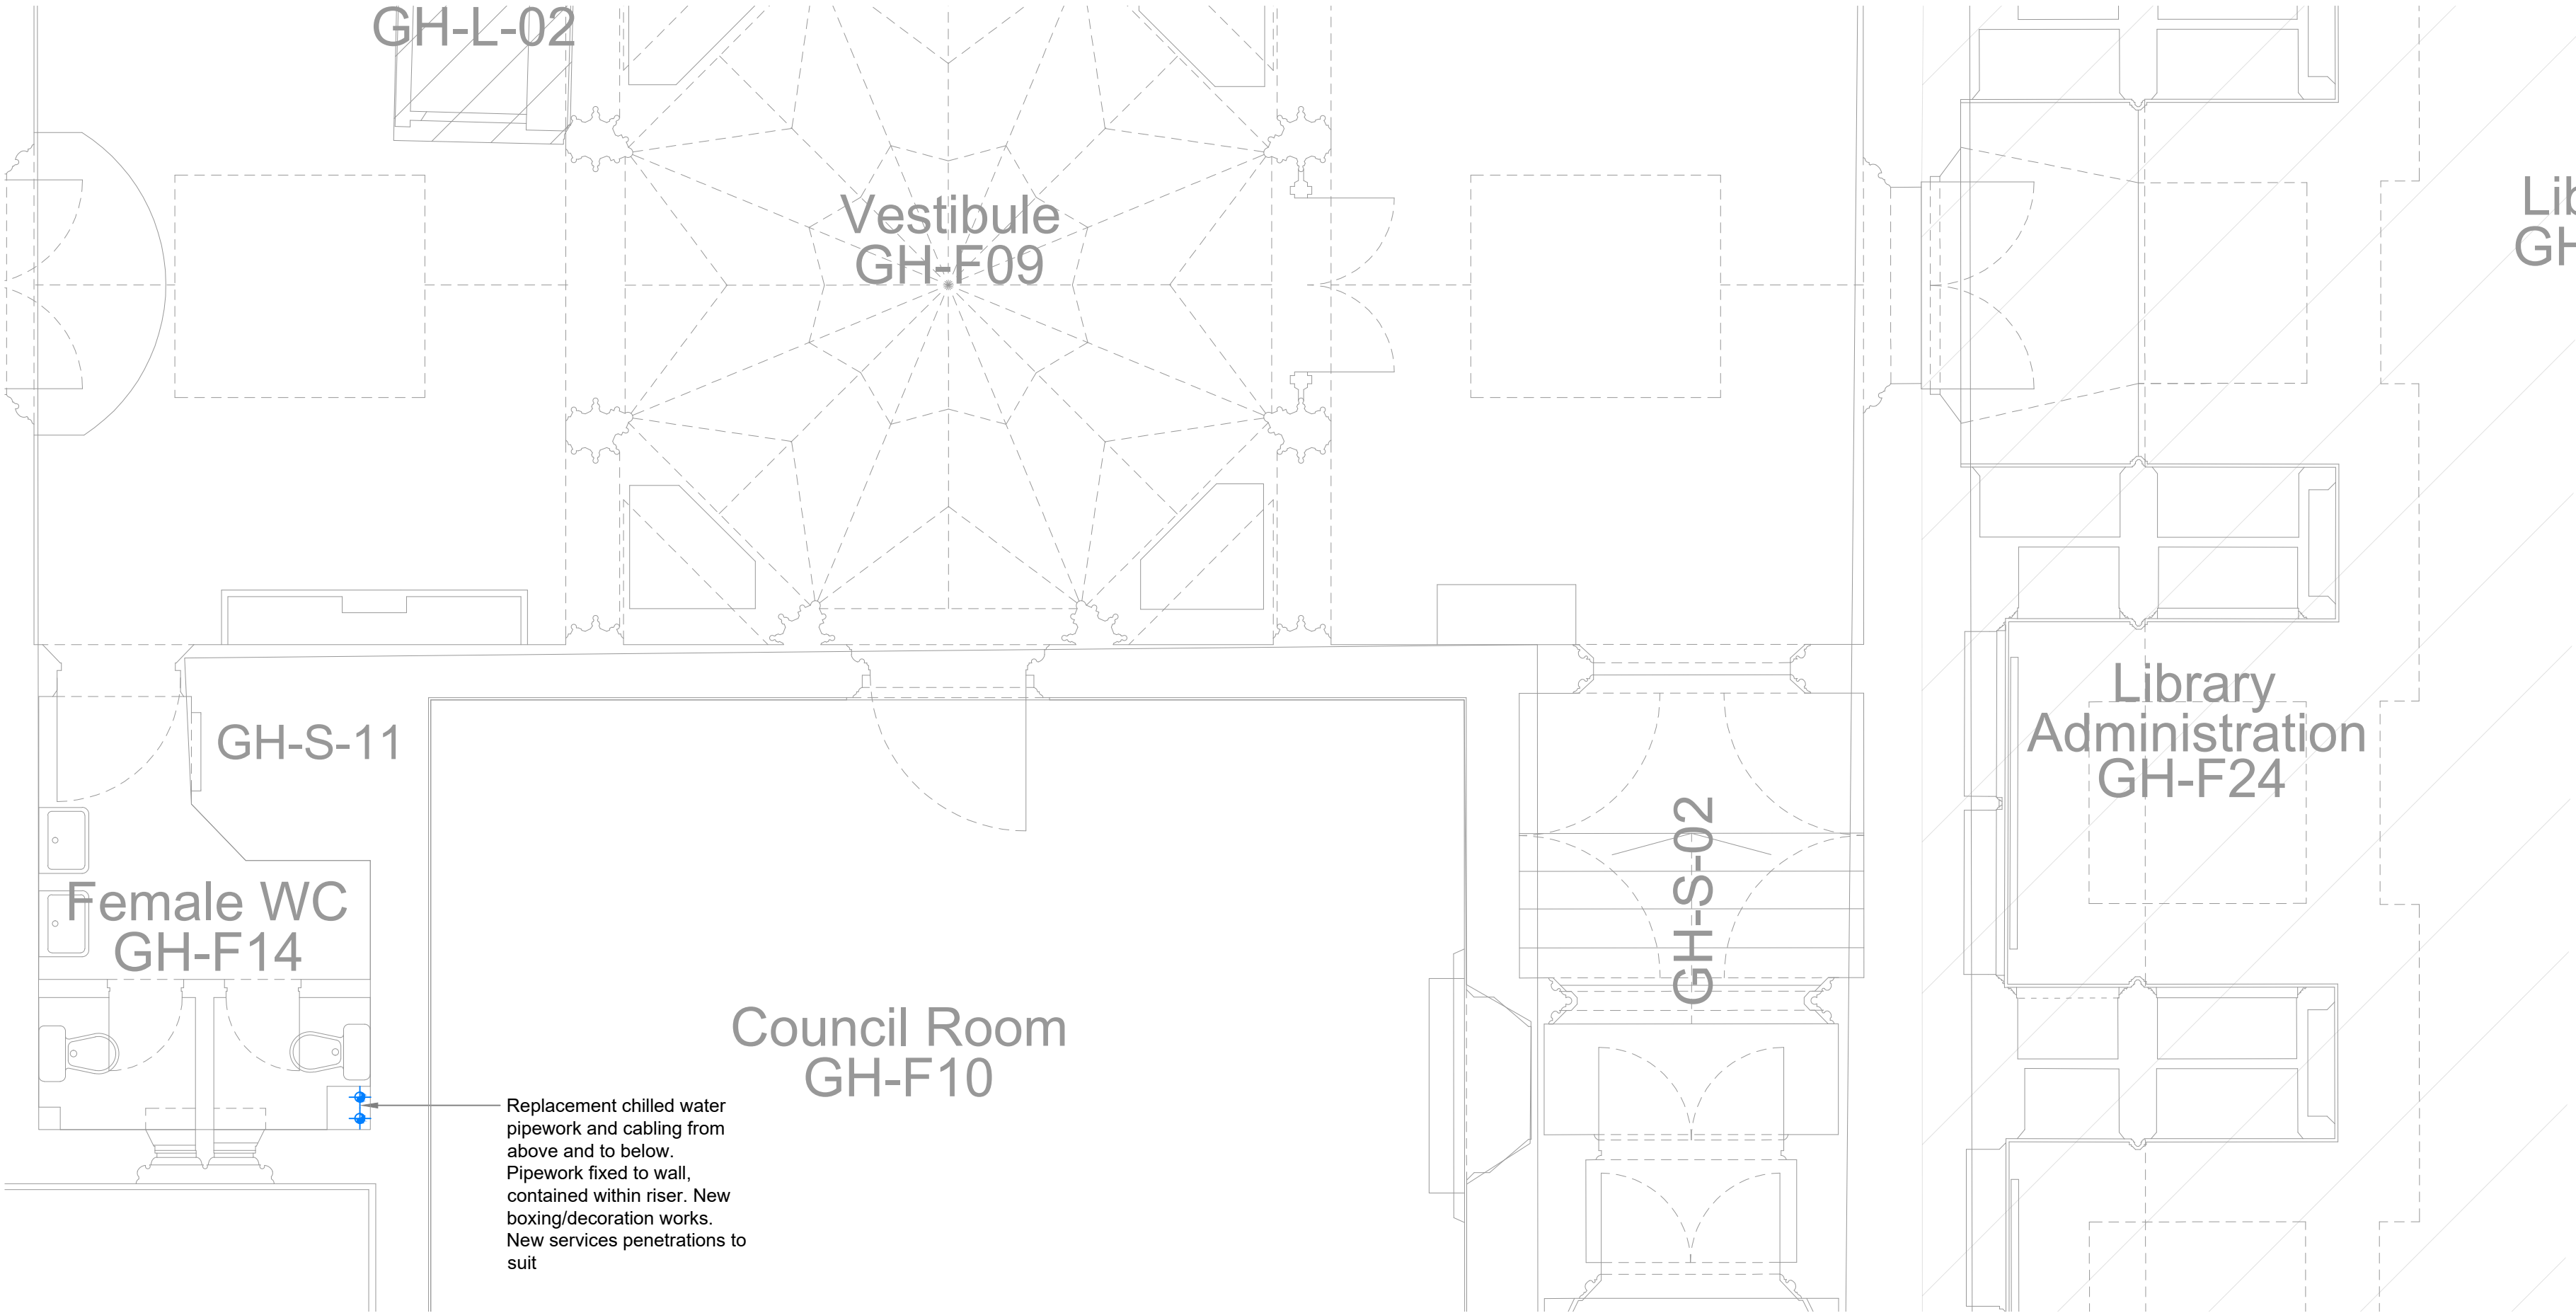 GH-L-02
Vestibule
GH-F09
Lib
GH
GH-S-11
Library
Administration
GH-F24
GH-S-02
Female WC
GH-F14
Council Room
GH-F10
Replacement chilled water
pipework and cabling from
above and to below.
Pipework fixed to wall,
contained within riser. New
boxing/decoration works.
New services penetrations to
suit